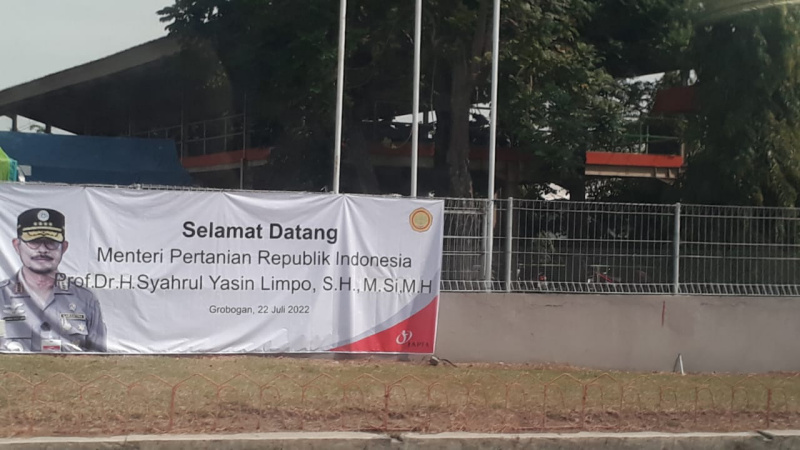 Selamat Datang
Menteri Pertanian Republik Indonesia
Prof.Dr.H.Syahrul Yasin Limpo, S.H., M.Si.M.H
Grobogan, 22 Juli 2022